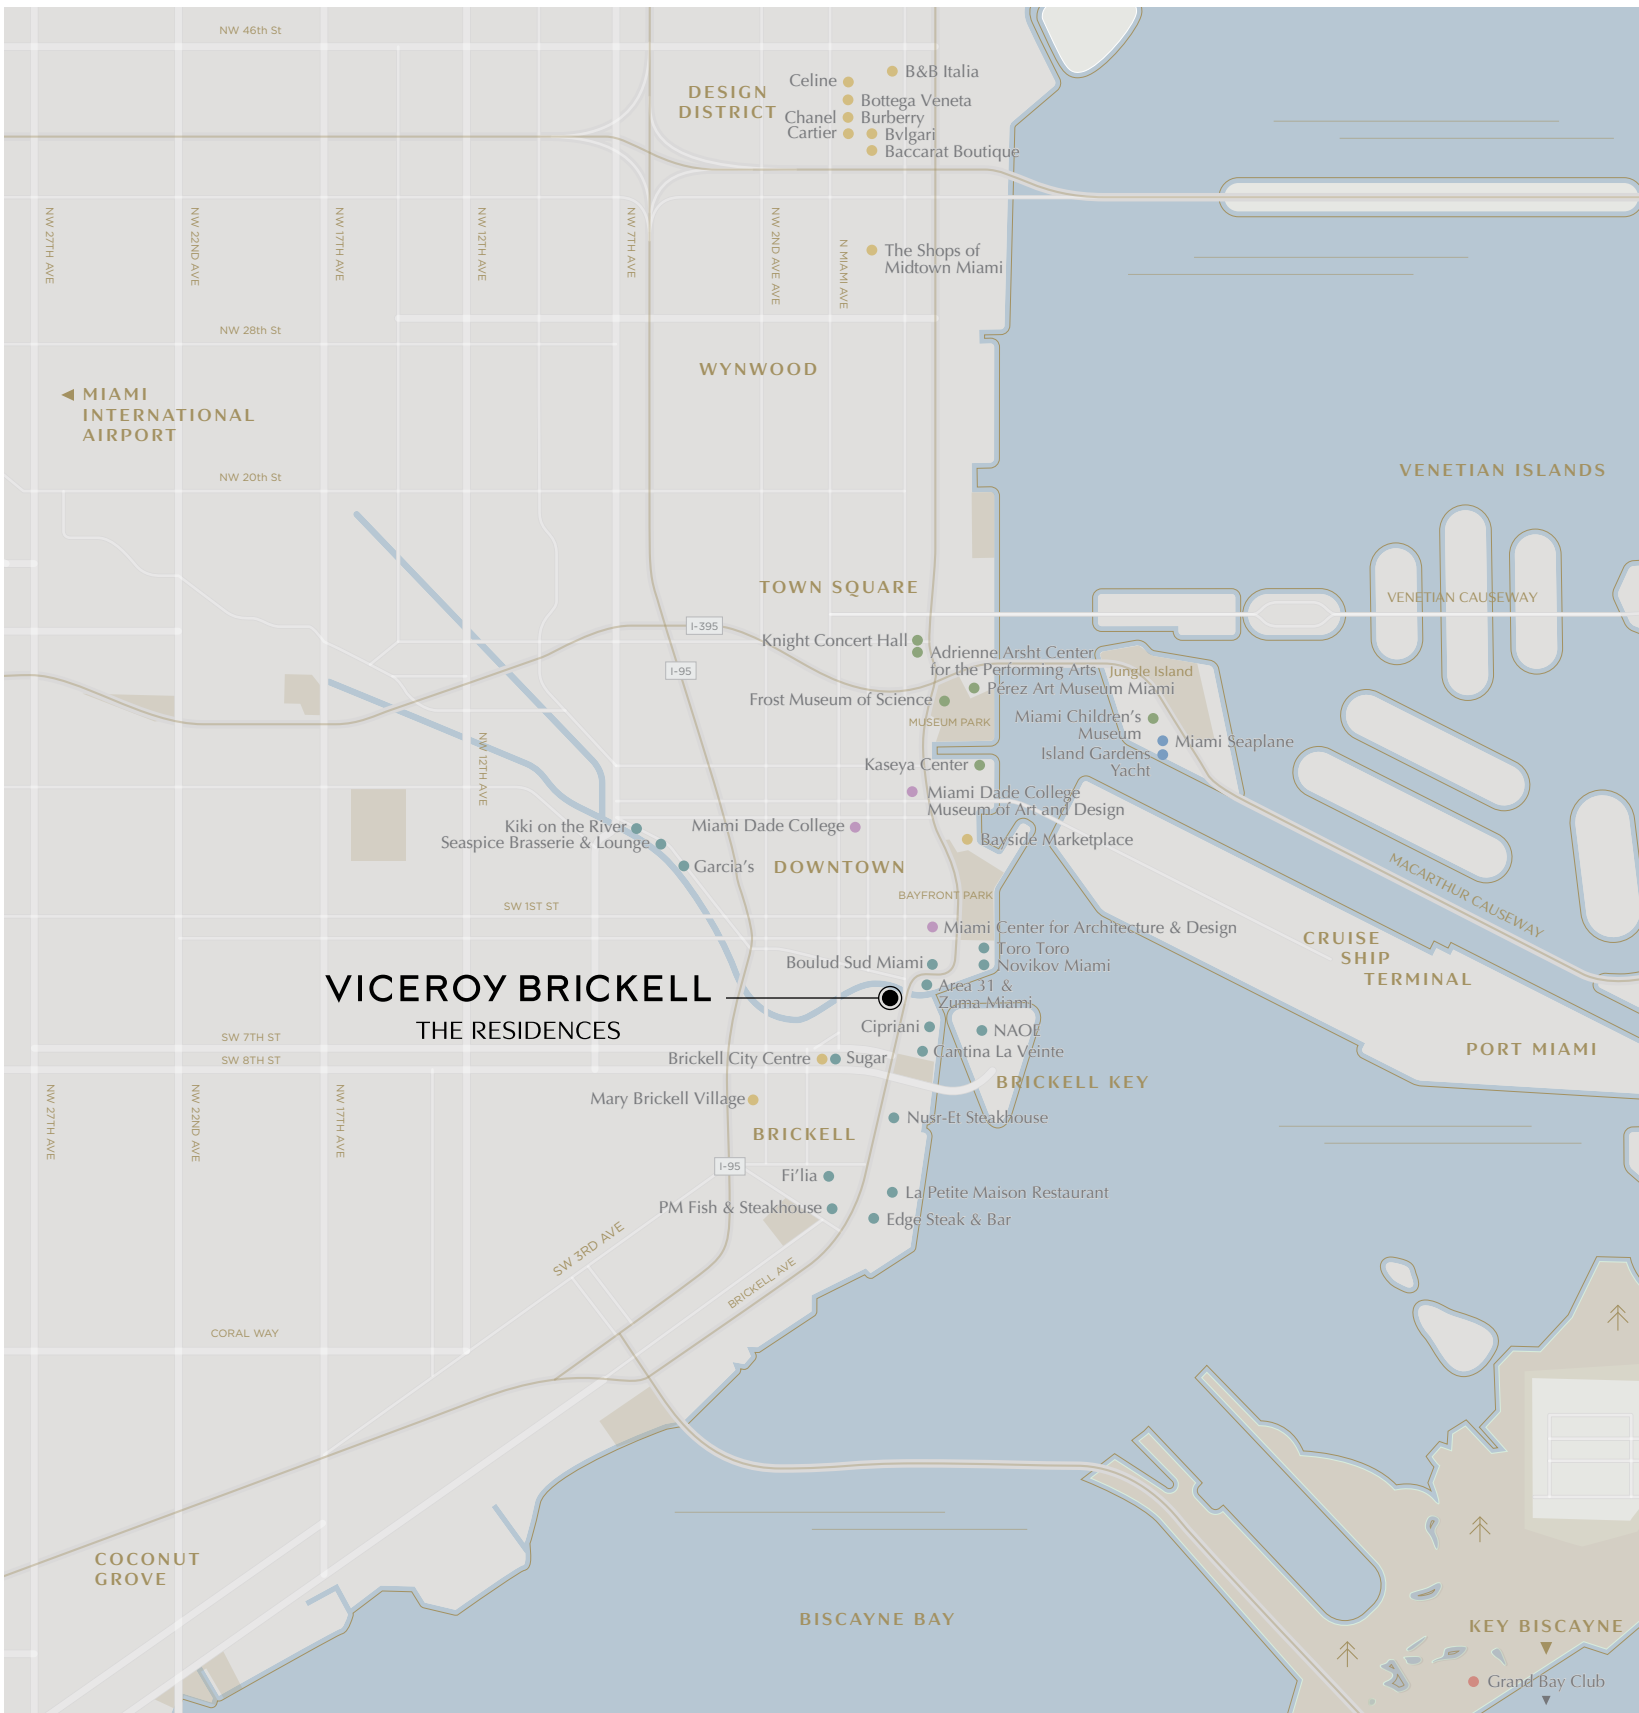 NW 46th St
DESIGN
DISTRICT
Celine
B&B Italia
Bottega Veneta
Chanel
Burberry
Cartier
Bvlgari
Baccarat Boutique
NW 27TH AVE
NW 22ND AVE
NW 17TH AVE
NW 12TH AVE
NW 7TH AVE
NW 2ND AVE AVE
N MIAMI AVE
The Shops of
Midtown Miami
NW 28th St
WYNWOOD
MIAMI
INTERNATIONAL
AIRPORT
NW 20th St
VENETIAN ISLANDS
TOWN SQUARE
VENETIAN CAUSEWAY
I-395
Knight Concert Hall
Adrienne Arsht Center
for the Performing Arts
I-95
Jungle Island
Pérez Art Museum Miami
Frost Museum of Science
MUSEUM PARK
Miami Children's
Museum
Miami Seaplane
Island Gardens
Yacht
NW 12TH AVE
Kaseya Center
Miami Dade College
Museum of Art and Design
Kiki on the River
Miami Dade College
Seaspice Brasserie & Lounge
Bayside Marketplace
Garcia's
DOWNTOWN
MACARTHUR CAUSEWAY
BAYFRONT PARK
SW 1ST ST
Miami Center for Architecture & Design
CRUISE
SHIP
TERMINAL
Toro Toro
Boulud Sud Miami
Novikov Miami
VICEROY BRICKELL
THE RESIDENCES
Area 31 &
Zuma Miami
Cipriani
NAOE
SW 7TH ST
SW 8TH ST
Cantina La Veinte
PORT MIAMI
Brickell City Centre
Sugar
BRICKELL KEY
NW 27TH AVE
NW 22ND AVE
NW 17TH AVE
Mary Brickell Village
Nusr-Et Steakhouse
BRICKELL
I-95
Fi'lia
La Petite Maison Restaurant
PM Fish & Steakhouse
Edge Steak & Bar
SW 3RD AVE
BRICKELL AVE
CORAL WAY
COCONUT
GROVE
BISCAYNE BAY
KEY BISCAYNE
Grand Bay Club